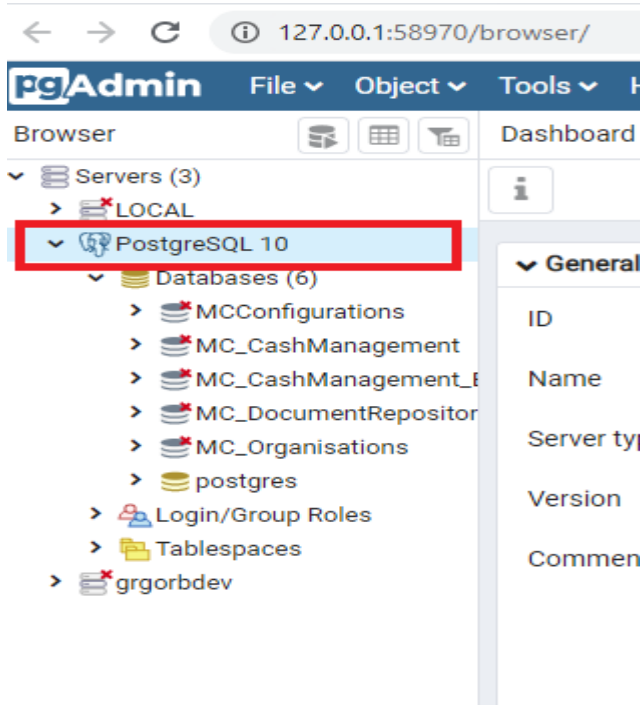 127.0.0.1:58970/browser/
pgAdmin File Object Tools
Browser Dashboard
Servers (3)
LOCAL
PostgreSQL 10
General
Databases (6)
MCConfigurations
ID
MC_CashManagement
MC_CashManagement_
Name
MC_DocumentRepositor
Server typ
MC_Organisations
postgres
Version
Login/Group Roles
Tablespaces
Commen
grgorbdev